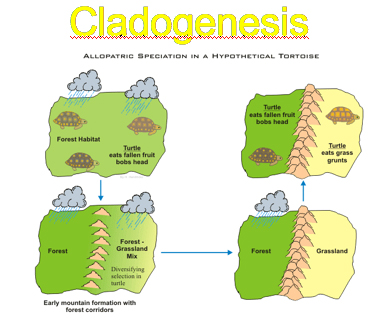 Cladogenesis
Allopatric Speciation in a Hypothetical Tortoise
Forest Habitat
Turtle
eats fallen fruit
bobs head
Turtle
eats fallen fruit
bobs head
Turtle
eats grass
grunts
Forest
Forest -
Grassland
Mix
Diversifying
selection in
turtle
Early mountain formation with
forest corridors
Forest
Grassland